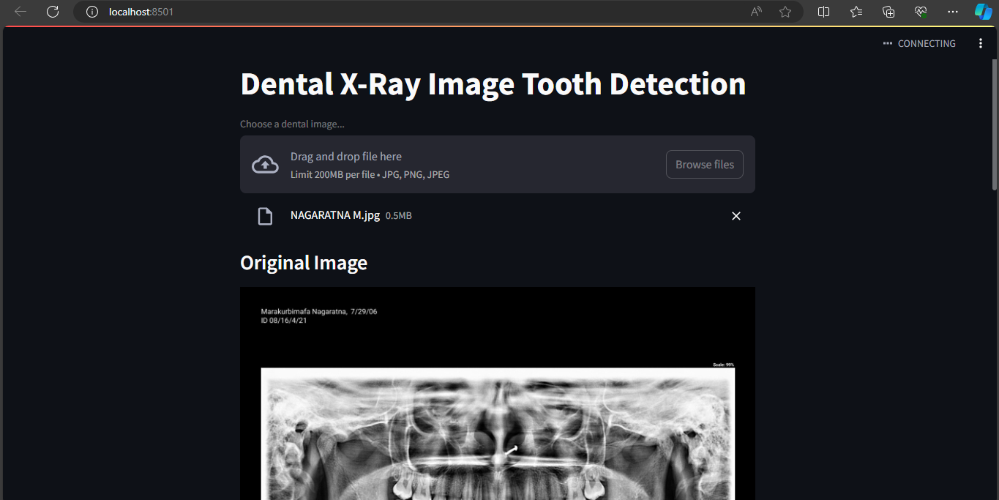 localhost:8501
CONNECTING
Dental X-Ray Image Tooth Detection
Choose a dental image...
Drag and drop file here
Limit 200MB per file • JPG, PNG, JPEG
Browse files
NAGARATNA M.jpg 0.5MB
Original Image
Marakurbimafa Nagaratna, 7/29/06
ID 08/16/4/21
Scale: 99%